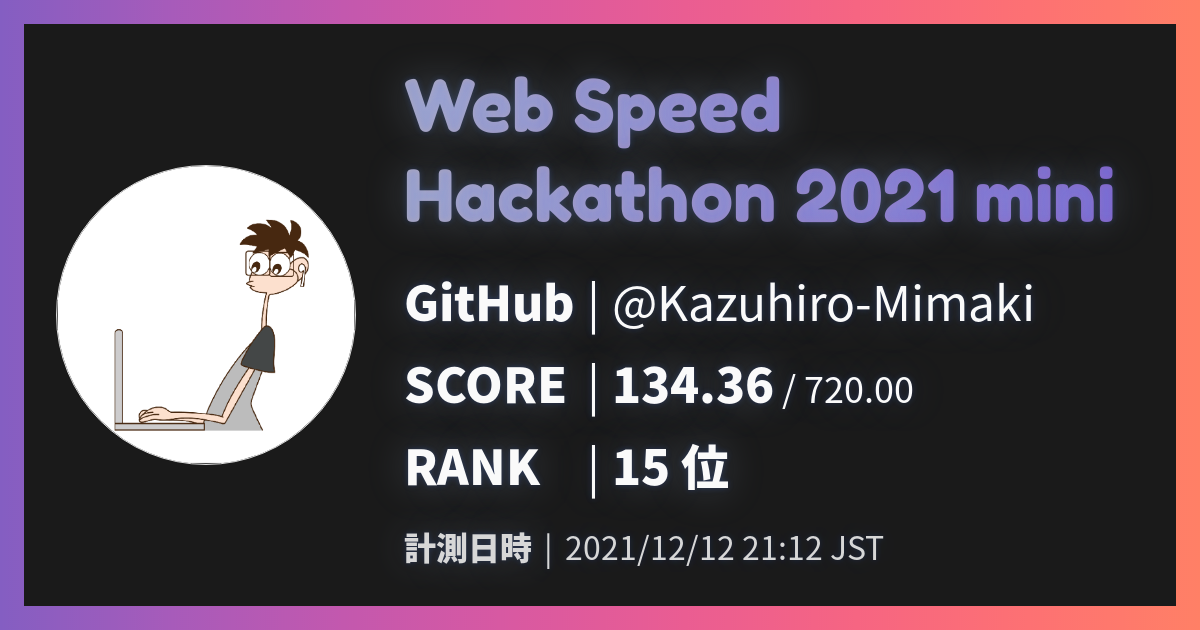 Web Speed
Hackathon 2021 mini
GitHub | @Kazuhiro-Mimaki
SCORE | 134.36 / 720.00
RANK | 15 位
計測日時 | 2021/12/12 21:12 JST